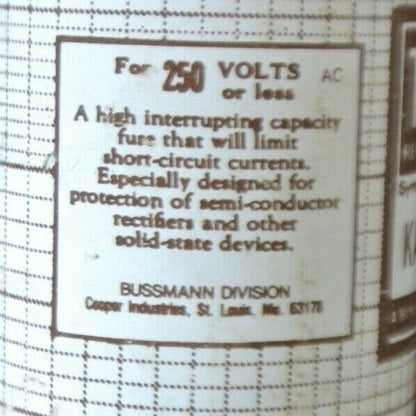 For 250 VOLTS AC
or less
A high interrupting capacity
fuse that will limit
short-circuit currents.
Especially designed for
protection of semi-conductor
rectifiers and other
solid-state devices.
BUSSMANN DIVISION
Cooper Industries, St. Louis, Mo. 63178